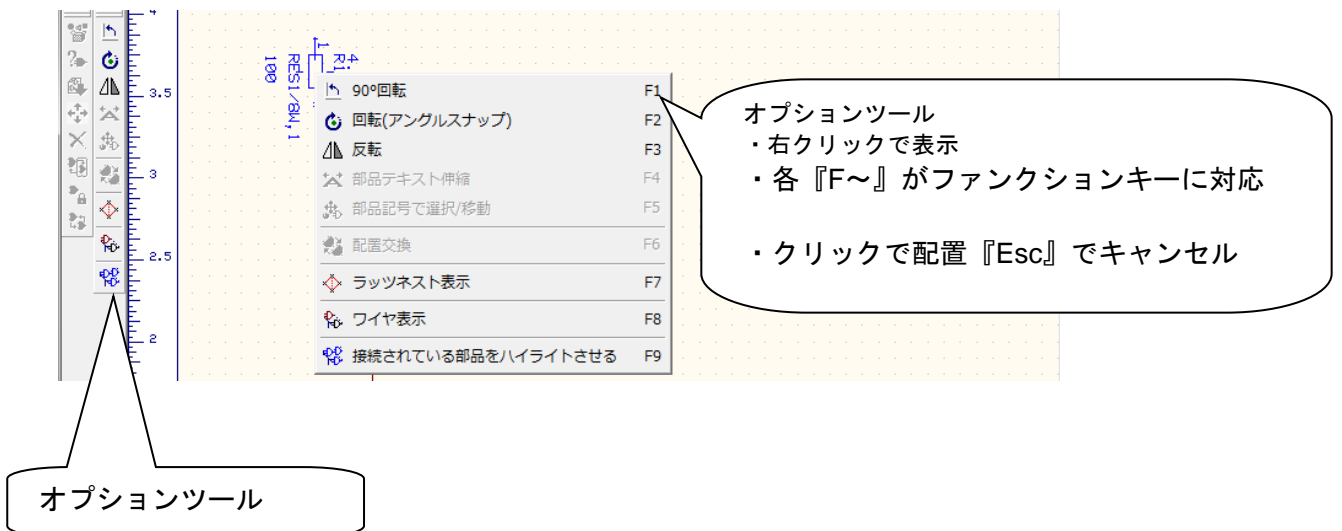 4
3.5
3
2.5
2
1
R1
RES1/8W,1
100
90°回転 F1
回転(アングルスナップ) F2
反転 F3
部品テキスト伸縮 F4
部品記号で選択/移動 F5
配置交換 F6
ラッツネスト表示 F7
ワイヤ表示 F8
接続されている部品をハイライトさせる F9
オプションツール
・右クリックで表示
・各『F~』がファンクションキーに対応
・クリックで配置『Esc』でキャンセル
オプションツール